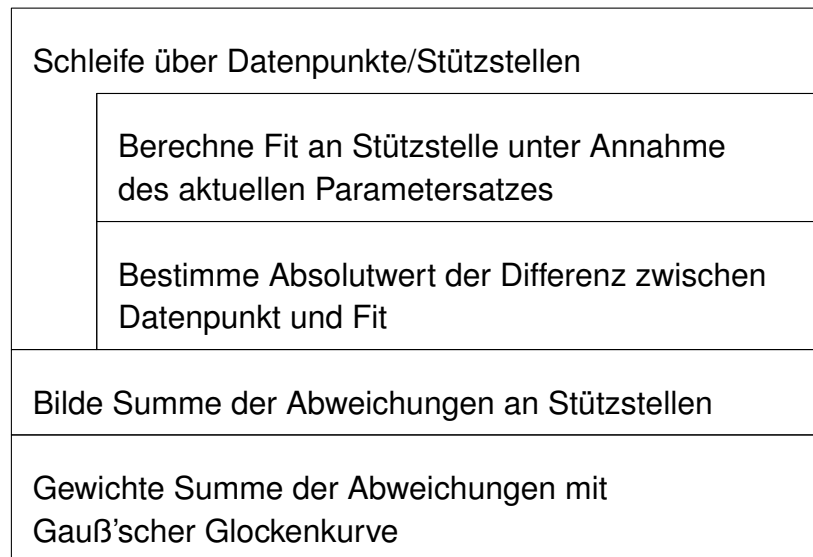 Schleife über Datenpunkte/Stützstellen
Berechne Fit an Stützstelle unter Annahme
des aktuellen Parametersatzes
Bestimme Absolutwert der Differenz zwischen
Datenpunkt und Fit
Bilde Summe der Abweichungen an Stützstellen
Gewichte Summe der Abweichungen mit
Gauß'scher Glockenkurve